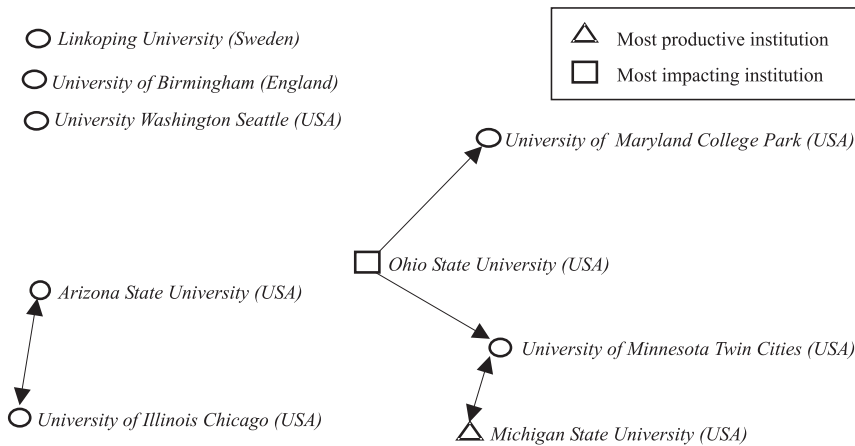 Linkoping University (Sweden)
University of Birmingham (England)
University Washington Seattle (USA)
Most productive institution
Most impacting institution
University of Maryland College Park (USA)
Ohio State University (USA)
Arizona State University (USA)
University of Minnesota Twin Cities (USA)
University of Illinois Chicago (USA)
Michigan State University (USA)